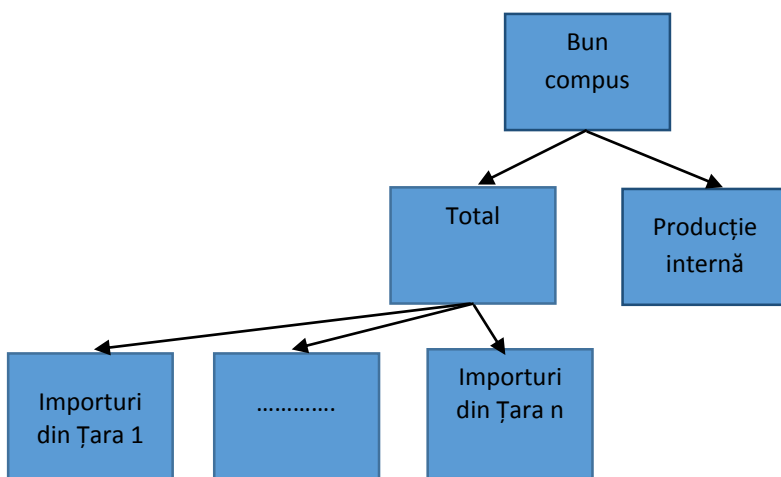 Bun
compus
Total
Producție
internă
Importuri
din Țara 1
………….
Importuri
din Țara n